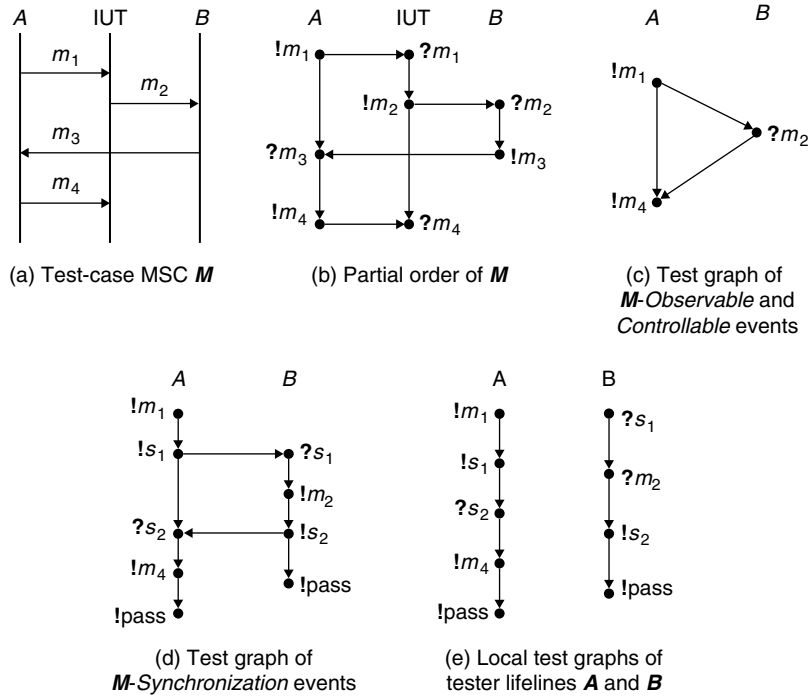 A IUT B
m1
m2
m3
m4
(a) Test-case MSC M
A IUT B
!m1 ?m1
!m2 ?m2
?m3 !m3
!m4 ?m4
(b) Partial order of M
A B
!m1
?m2
!m4
(c) Test graph of
M-Observable and
Controllable events
A B
!m1
!s1 ?s1
!m2
?s2 !s2
!m4 !pass
!pass
(d) Test graph of
M-Synchronization events
A B
!m1 ?s1
!s1 ?m2
?s2 !s2
!m4 !pass
!pass
(e) Local test graphs of
tester lifelines A and B